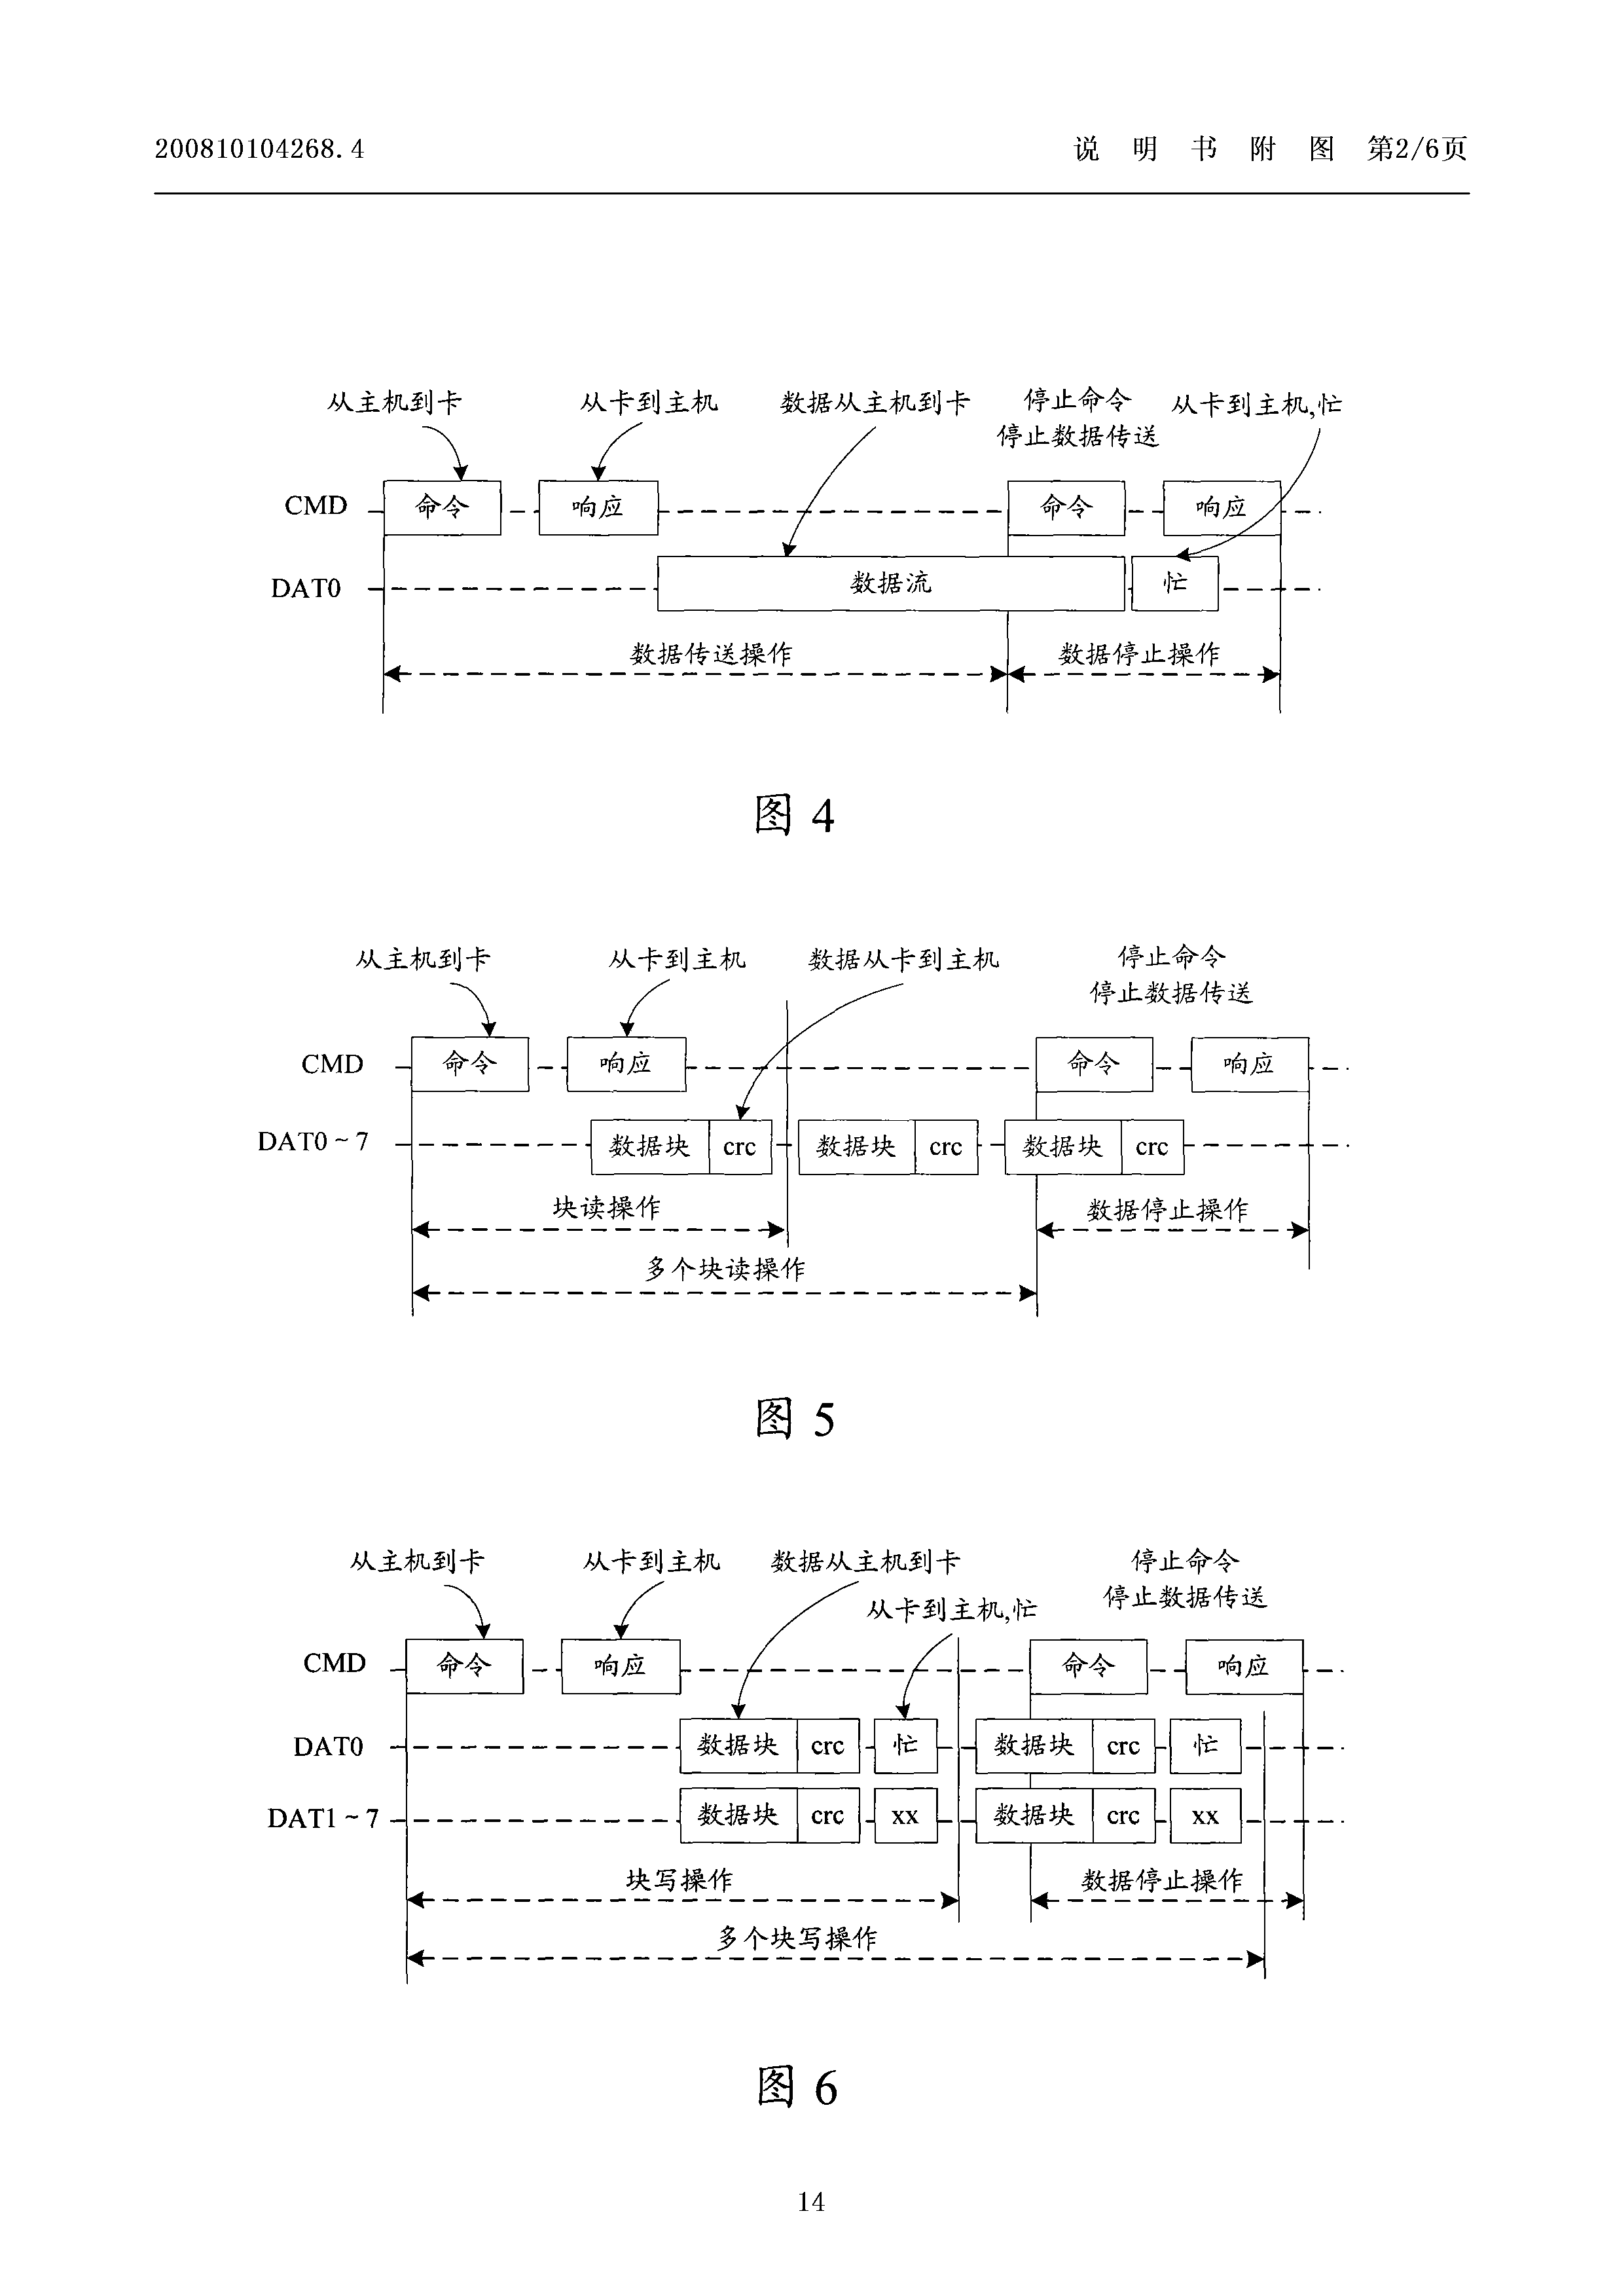 200810104268.4 说明书附图 第2/6页
从主机到卡 从卡到主机 数据从主机到卡 停止命令 从卡到主机,忙
停止数据传送
CMD 命令 响应 命令 响应
DAT0 数据流 忙
数据传送操作 数据停止操作
图 4
从主机到卡 从卡到主机 数据从卡到主机 停止命令
停止数据传送
CMD 命令 响应 命令 响应
DAT0~7 数据块 crc 数据块 crc 数据块 crc
块读操作 数据停止操作
多个块读操作
图 5
从主机到卡 从卡到主机 数据从主机到卡 停止命令
从卡到主机,忙 停止数据传送
CMD 命令 响应 命令 响应
DAT0 数据块 crc 忙 数据块 crc 忙
DAT1~7 数据块 crc xx 数据块 crc xx
块写操作 数据停止操作
多个块写操作
图 6
14